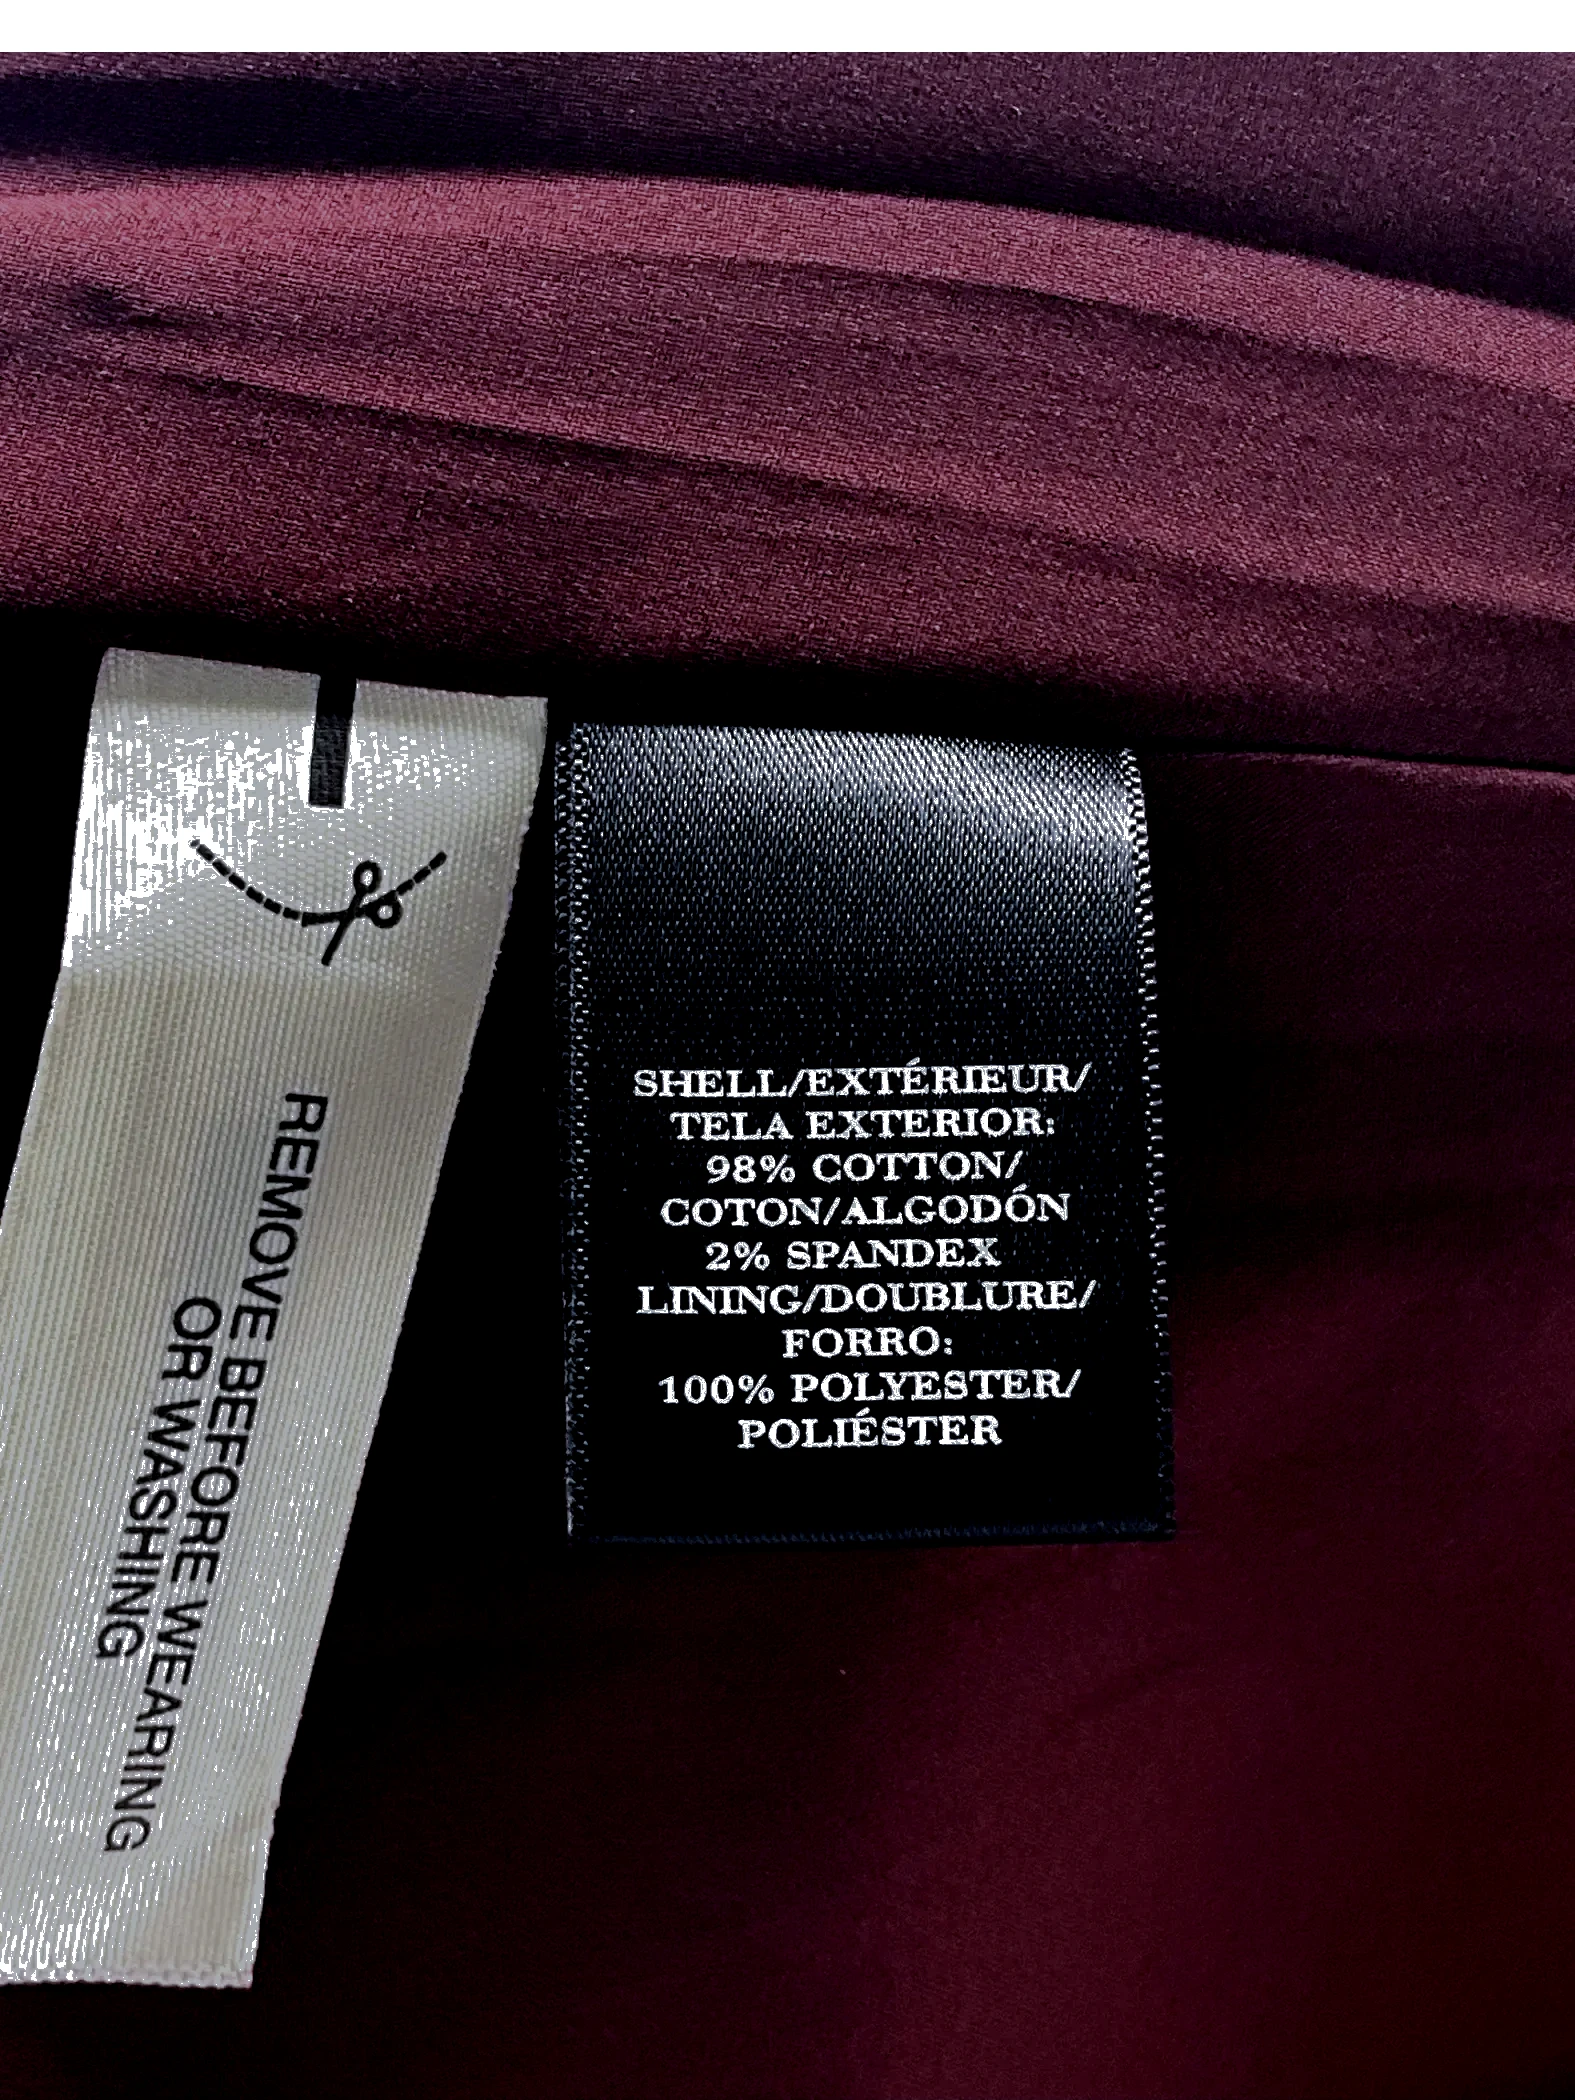 REMOVE BEFORE WEARING
OR WASHING
SHELL/EXTÉRIEUR/
TELA EXTERIOR:
98% COTTON/
COTON/ALGODÓN
2% SPANDEX
LINING/DOUBLURE/
FORRO:
100% POLYESTER/
POLIÉSTER